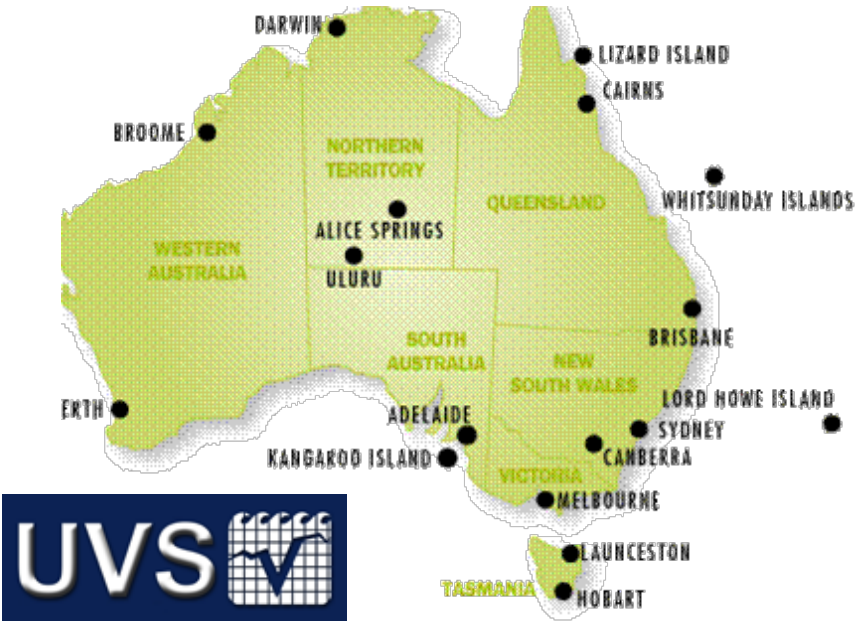 DARWIN
LIZARD ISLAND
CAIRNS
BROOME
NORTHERN
TERRITORY
WHITSUNDAY ISLANDS
QUEENSLAND
ALICE SPRINGS
WESTERN
AUSTRALIA
ULURU
BRISBANE
SOUTH
AUSTRALIA
NEW
SOUTH WALES
LORD HOWE ISLAND
ERTH
ADELAIDE
SYDNEY
KANGAROO ISLAND
CANBERRA
VICTORIA
MELBOURNE
UVS
LAUNCESTON
TASMANIA
HOBART